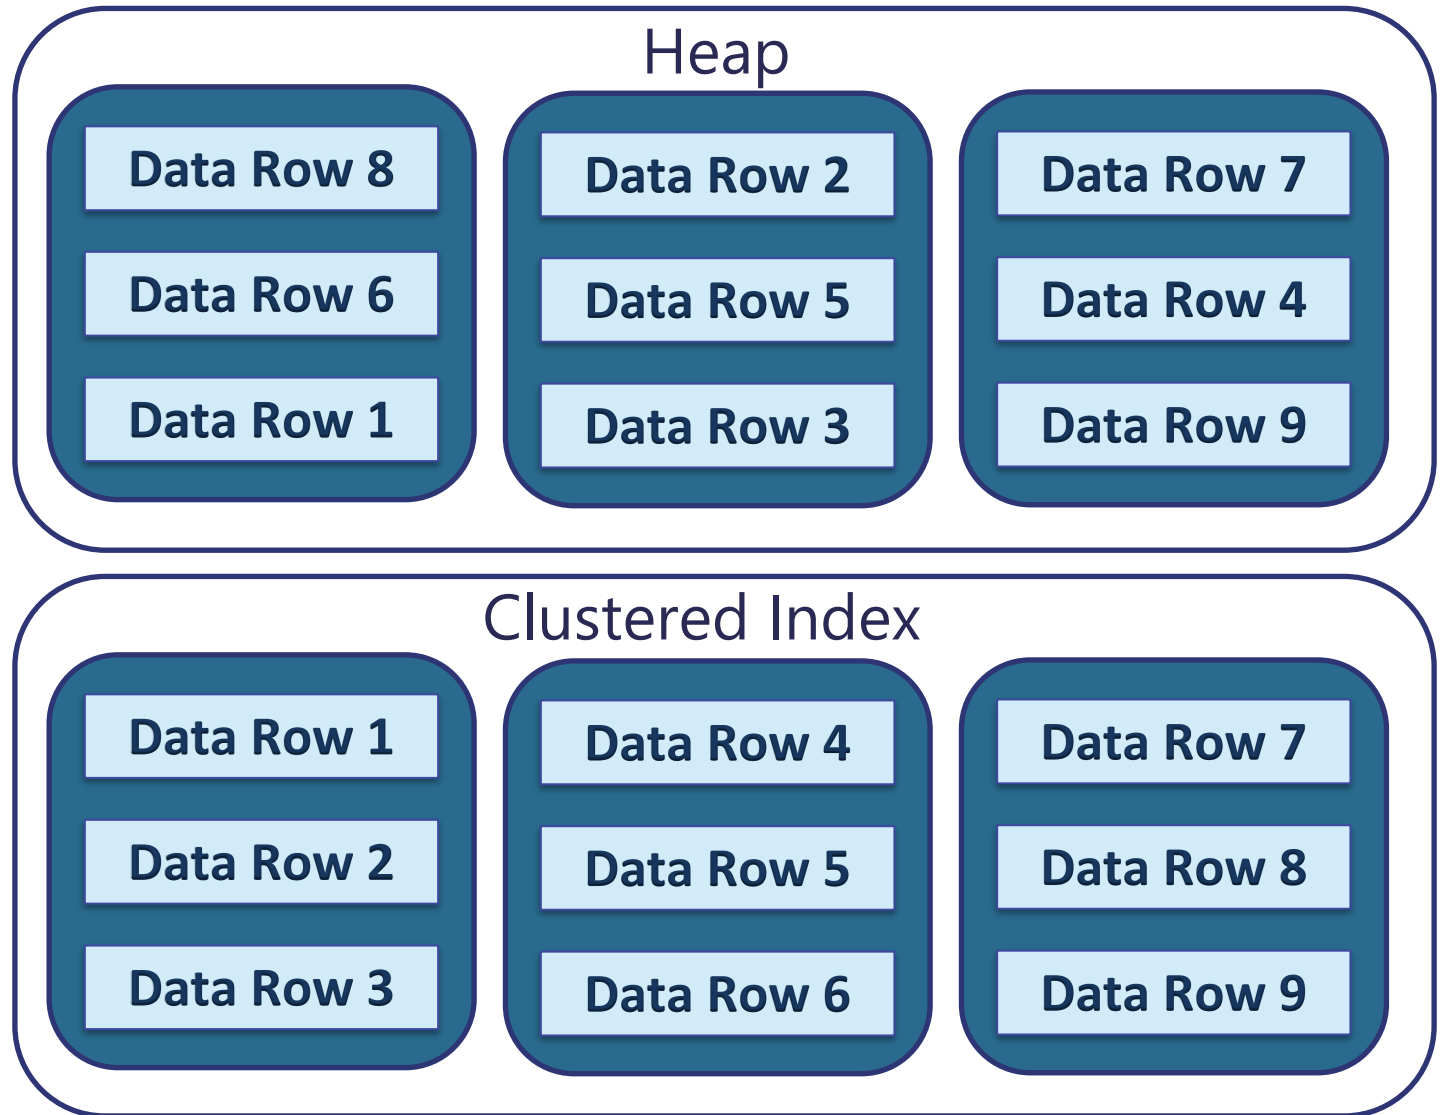 Heap
Data Row 8
Data Row 6
Data Row 1
Data Row 2
Data Row 5
Data Row 3
Data Row 7
Data Row 4
Data Row 9
Clustered Index
Data Row 1
Data Row 2
Data Row 3
Data Row 4
Data Row 5
Data Row 6
Data Row 7
Data Row 8
Data Row 9